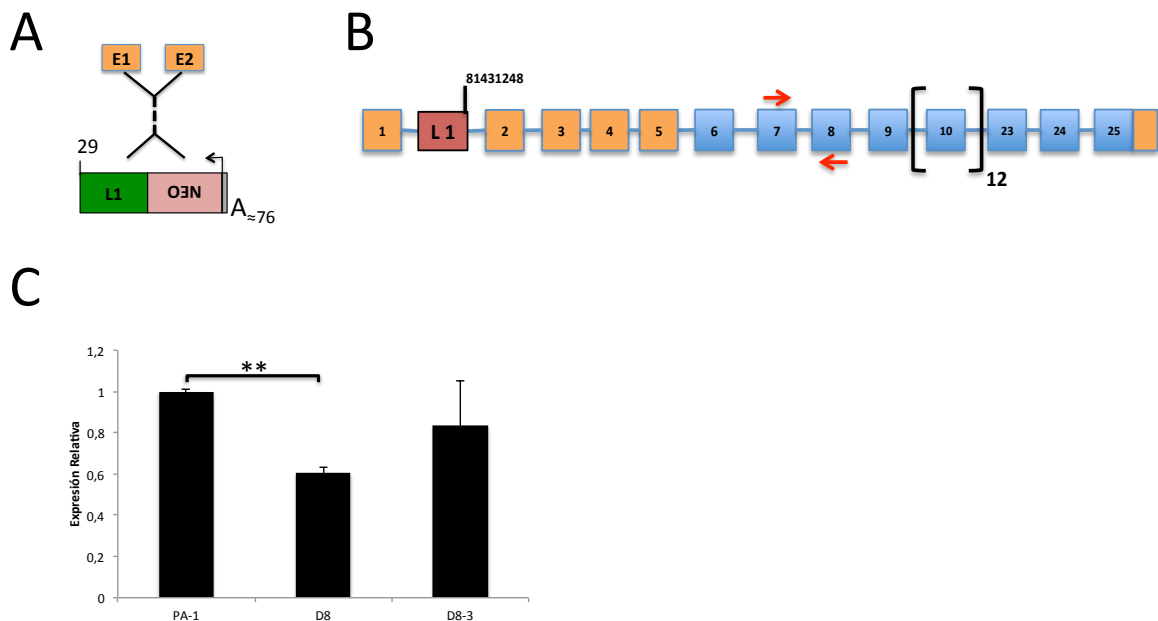 A
E1 E2
29
L1 NEO
A≈76
B
81431248
1 L 1 2 3 4 5 6 7 8 9 10 23 24 25
12
C
Expresión Relativa
1,2
1
0,8
0,6
0,4
0,2
0
**
PA-1 D8 D8-3